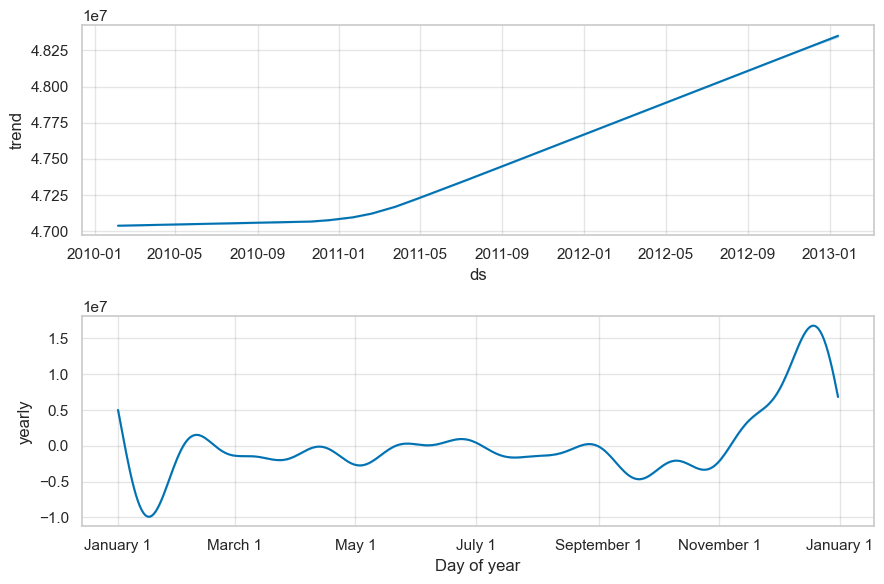 1e7
4.825
4.800
4.775
4.750
4.725
4.700
trend
2010-01 2010-05 2010-09 2011-01 2011-05 2011-09 2012-01 2012-05 2012-09 2013-01
ds
1e7
1.5
1.0
0.5
0.0
−0.5
−1.0
yearly
January 1 March 1 May 1 July 1 September 1 November 1 January 1
Day of year